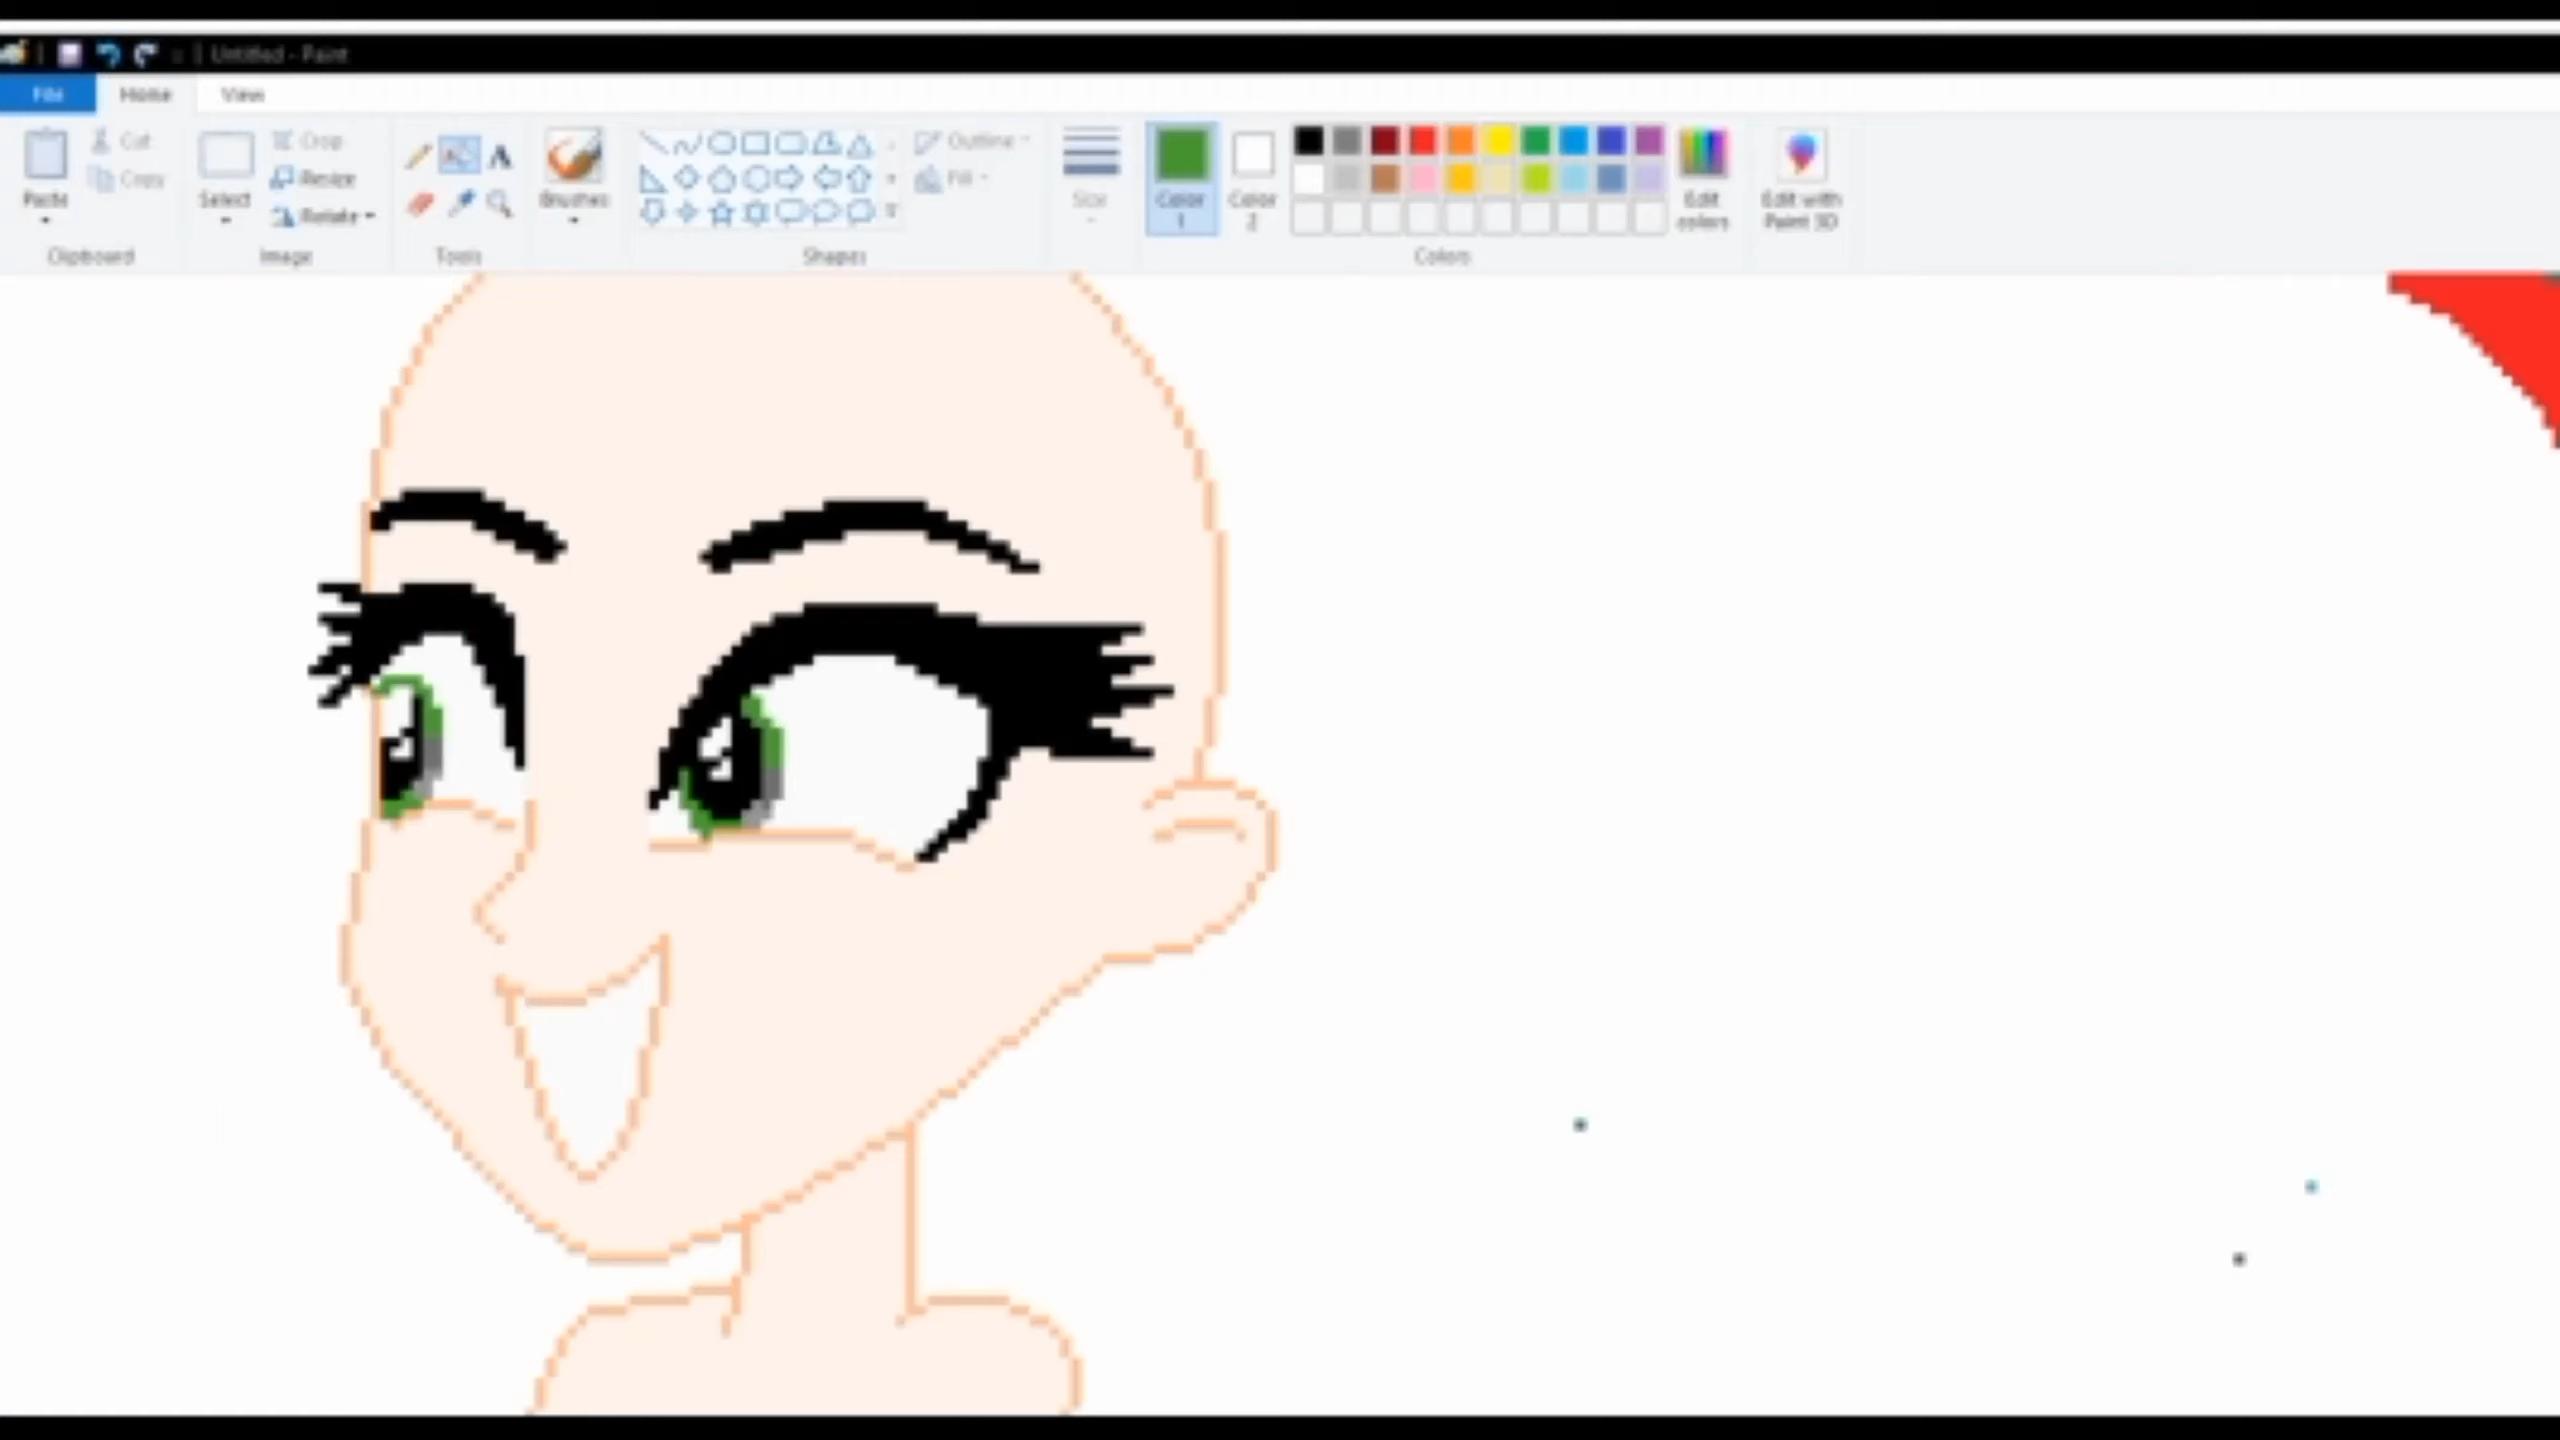 Untitled - Paint
File Home View
Cut Crop Outline
Copy Resize Fill
Paste Select Rotate Brushes Size Color 1 Color 2 Edit colors Edit with Paint 3D
Clipboard Image Tools Shapes Colors